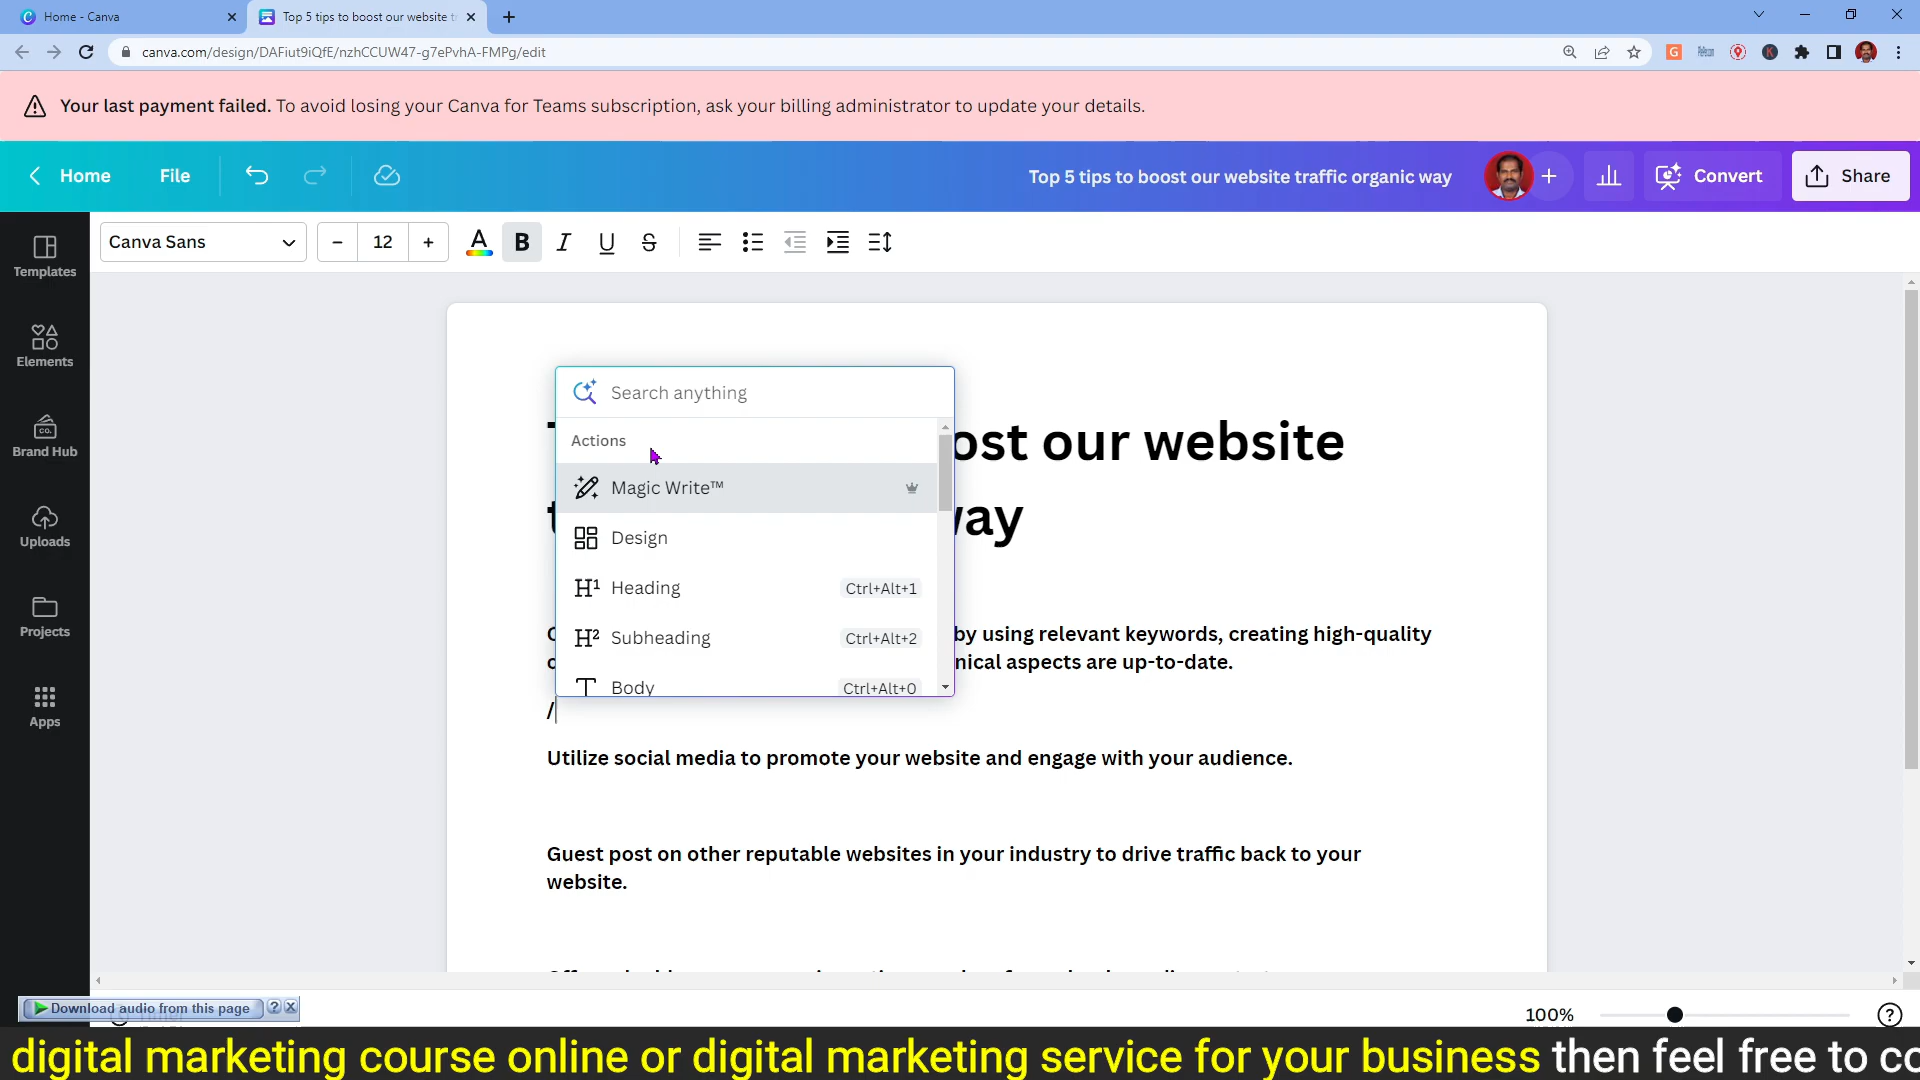 Home - Canva
Top 5 tips to boost our website t
canva.com/design/DAFiut9iQfE/nzhCCUW47-g7ePvhA-FMPg/edit
Your last payment failed. To avoid losing your Canva for Teams subscription, ask your billing administrator to update your details.
Home
File
Top 5 tips to boost our website traffic organic way
Convert
Share
Canva Sans
12
Templates
Elements
Brand Hub
Uploads
Projects
Apps
Search anything
Actions
Magic Write™
Design
Heading Ctrl+Alt+1
Subheading Ctrl+Alt+2
Body Ctrl+Alt+0
ost our website
way
by using relevant keywords, creating high-quality
nical aspects are up-to-date.
/
Utilize social media to promote your website and engage with your audience.
Guest post on other reputable websites in your industry to drive traffic back to your
website.
Download audio from this page
100%
digital marketing course online or digital marketing service for your business then feel free to co